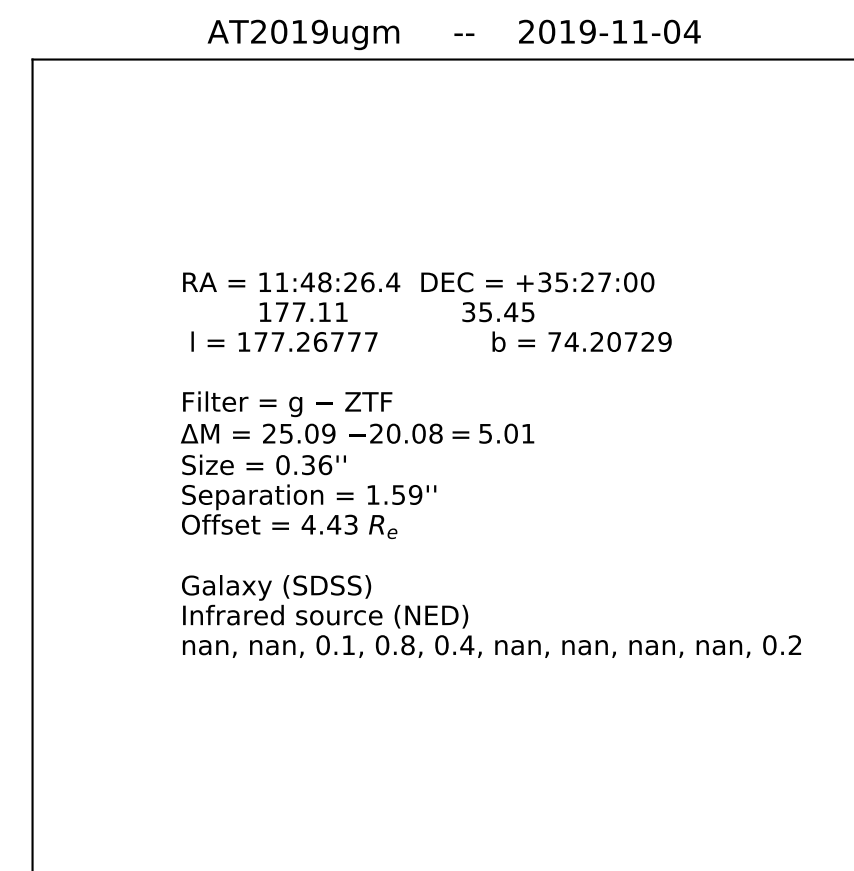 AT2019ugm -- 2019-11-04
RA = 11:48:26.4 DEC = +35:27:00
177.11 35.45
l = 177.26777 b = 74.20729
Filter = g − ZTF
ΔM = 25.09 −20.08 = 5.01
Size = 0.36''
Separation = 1.59''
Offset = 4.43 Re
Galaxy (SDSS)
Infrared source (NED)
nan, nan, 0.1, 0.8, 0.4, nan, nan, nan, nan, 0.2